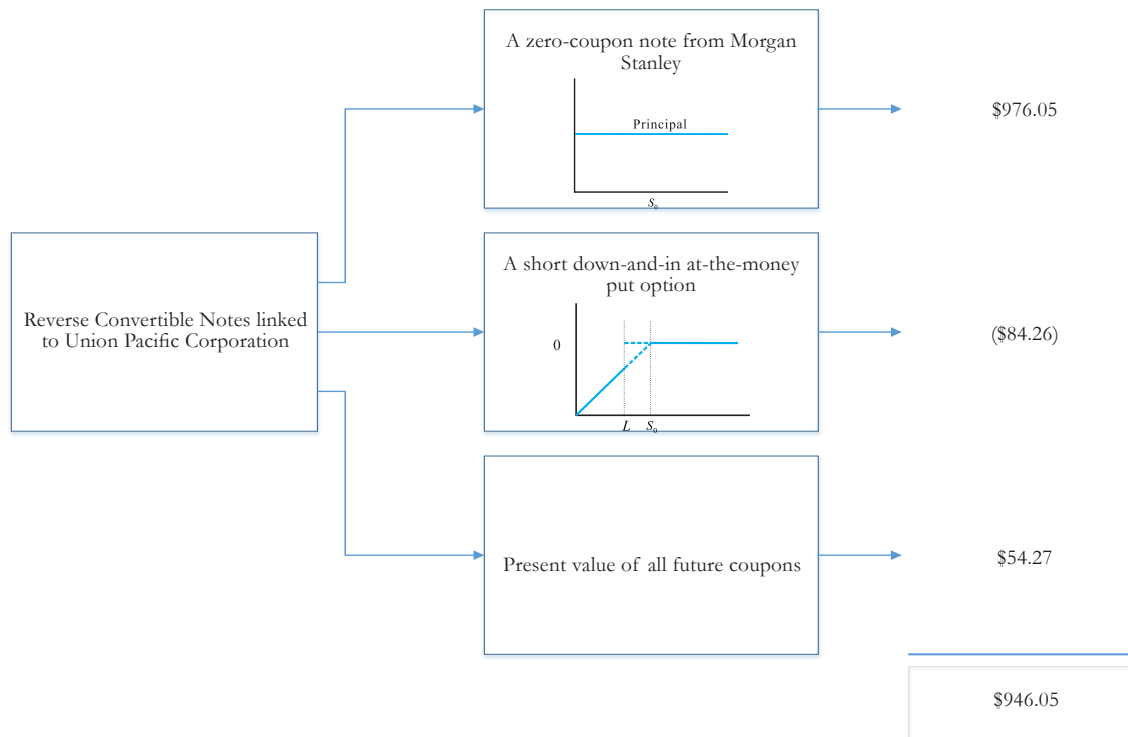 A zero-coupon note from Morgan
Stanley
Principal
S₀
$976.05
Reverse Convertible Notes linked
to Union Pacific Corporation
A short down-and-in at-the-money
put option
0
L S₀
($84.26)
Present value of all future coupons
$54.27
$946.05